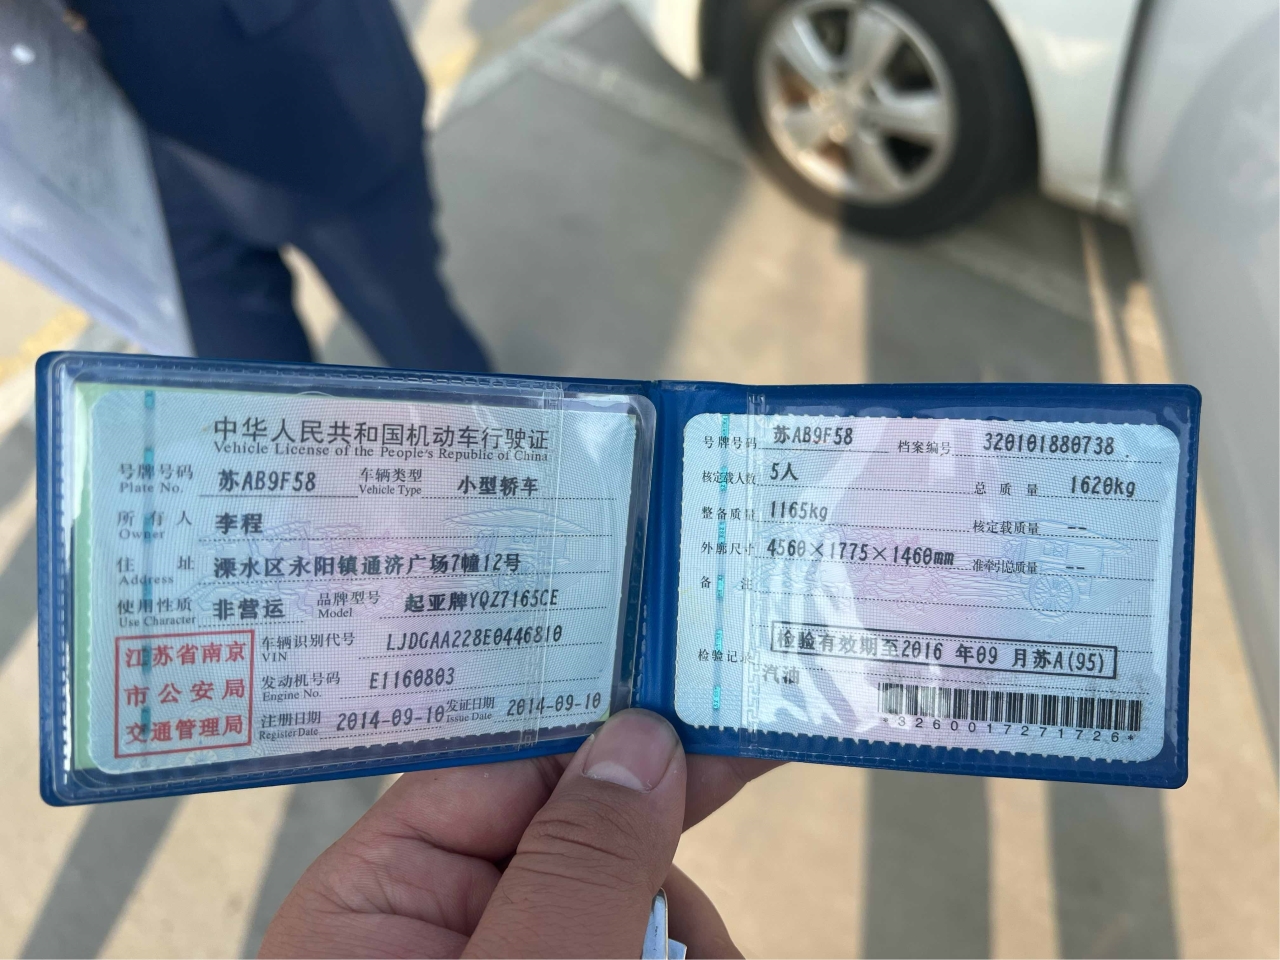 中华人民共和国机动车行驶证
Vehicle License of the People's Republic of China
号牌号码 苏AB9F58 车辆类型 小型轿车
Plate No. Vehicle Type
所有人 李程
Owner
住址 溧水区永阳镇通济广场7幢12号
Address
使用性质 非营运 品牌型号 起亚牌YQZ7165CE
Use Character Model
江苏省南京
市公安局
交通管理局
车辆识别代号 LJDGAA228E0446810
VIN
发动机号码 E1160803
Engine No.
注册日期 2014-09-10 发证日期 2014-09-10
Register Date Issue Date
号牌号码 苏AB9F58 档案编号 320101880738.
核定载人数 5人 总质量 1620kg
整备质量 1165kg 核定载质量 --
外廓尺寸 4560×1775×1460mm 准牵引总质量 --
备注
检验记录 检验有效期至2016年09月苏A(95)
汽油
*3260017271726*